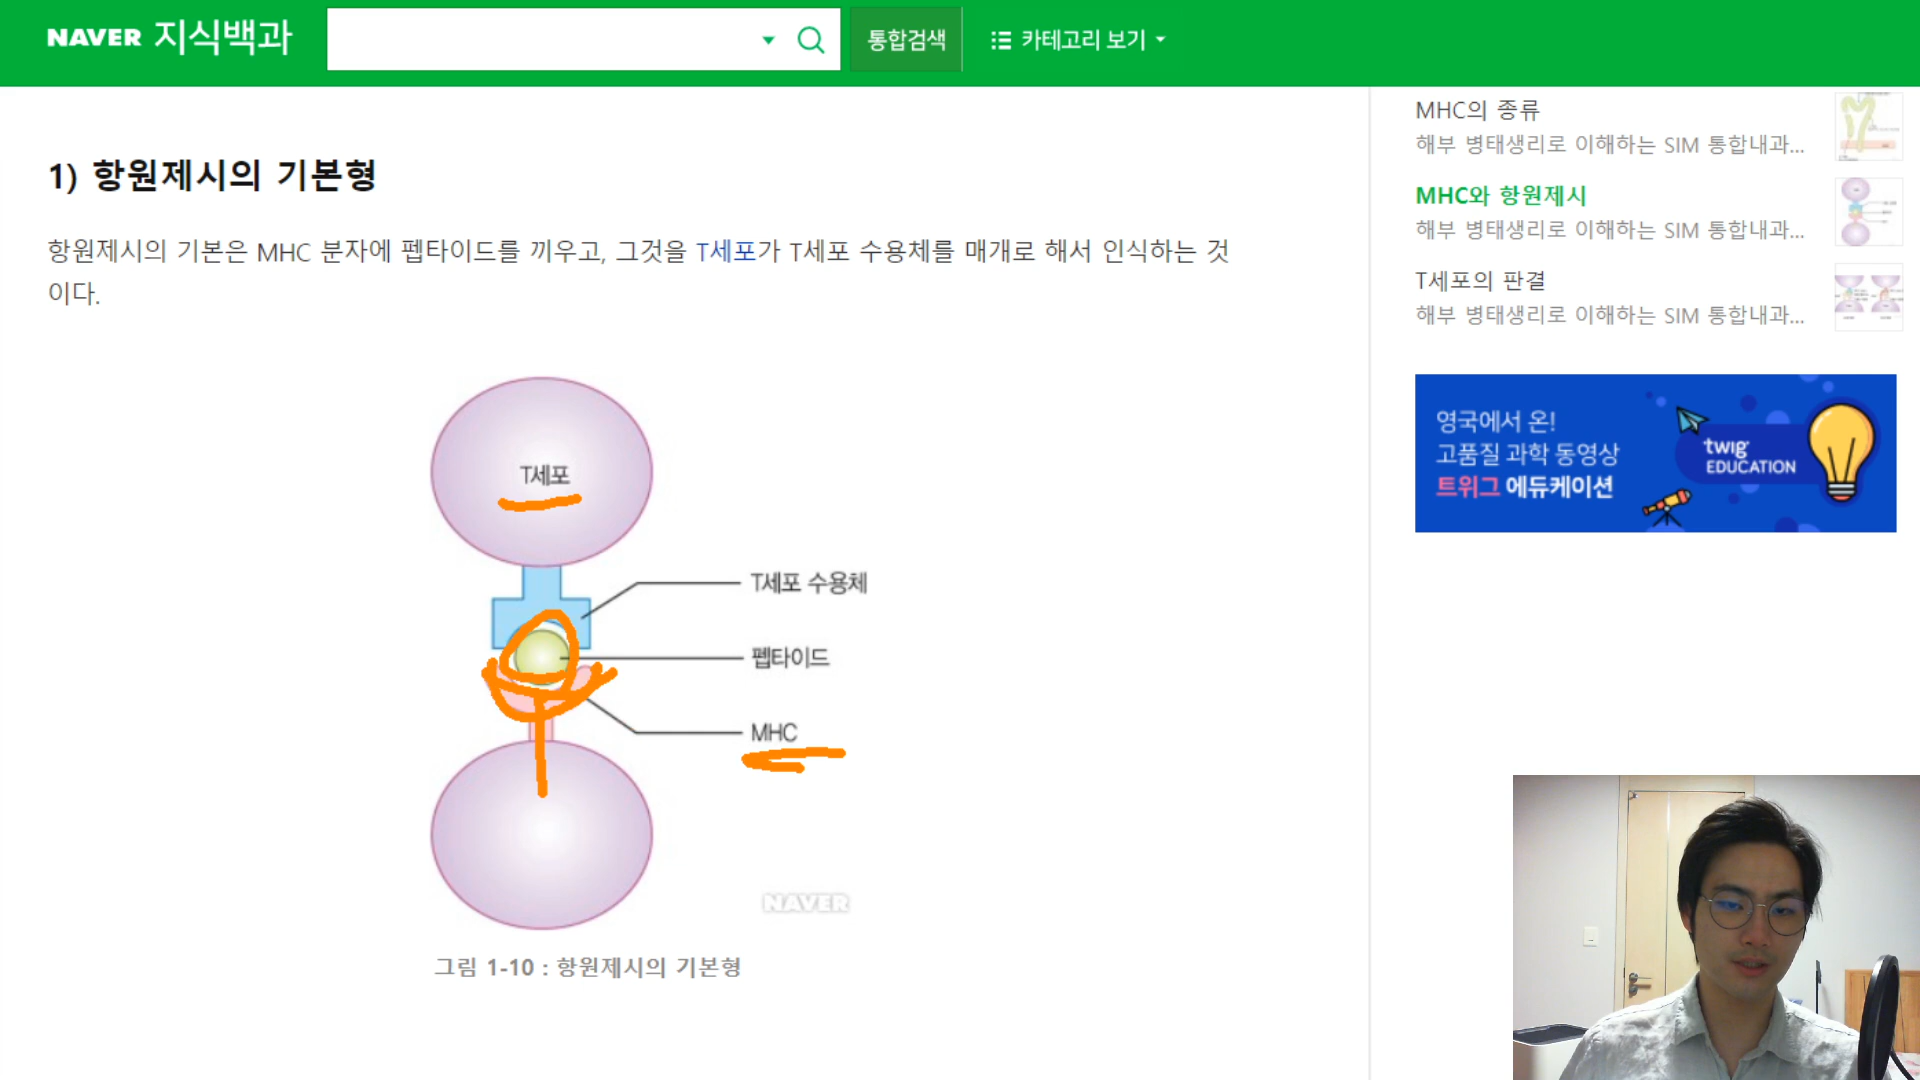 NAVER 지식백과
통합검색
카테고리 보기
1) 항원제시의 기본형
항원제시의 기본은 MHC 분자에 펩타이드를 끼우고, 그것을 T세포가 T세포 수용체를 매개로 해서 인식하는 것
이다.
T세포
T세포 수용체
펩타이드
MHC
NAVER
그림 1-10 : 항원제시의 기본형
MHC의 종류
해부 병태생리로 이해하는 SIM 통합내과...
MHC와 항원제시
해부 병태생리로 이해하는 SIM 통합내과...
T세포의 판결
해부 병태생리로 이해하는 SIM 통합내과...
영국에서 온!
고품질 과학 동영상
트위그 에듀케이션
twig
EDUCATION